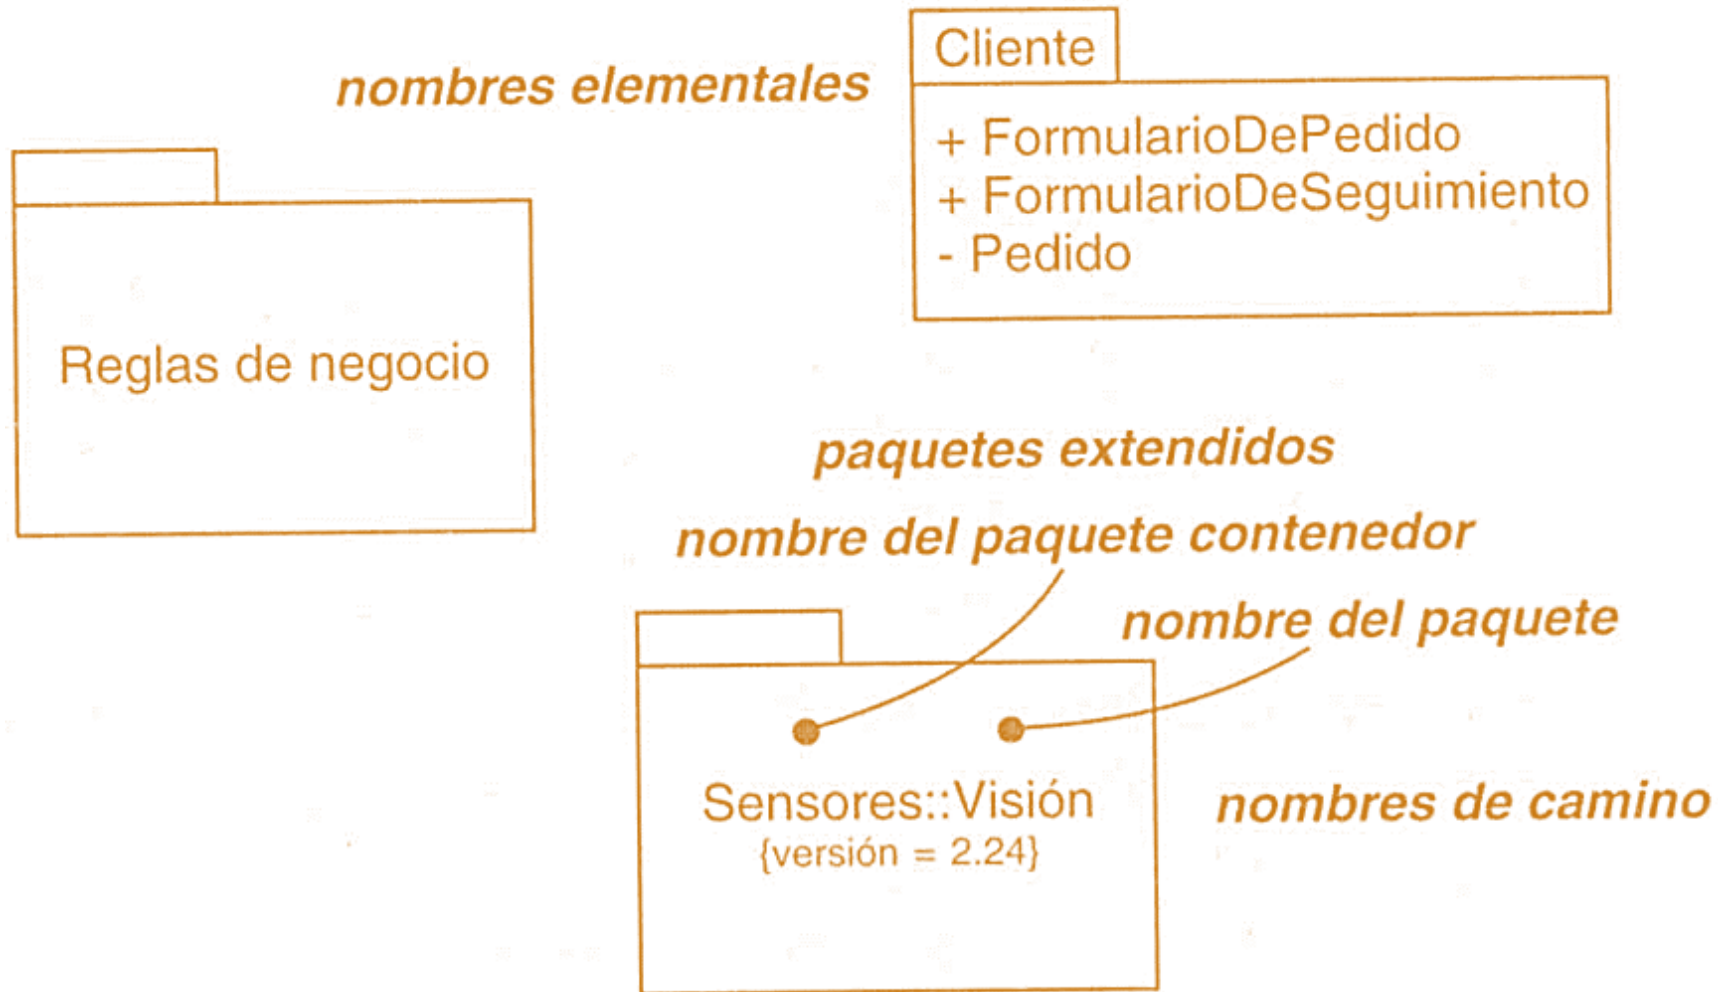 nombres elementales
Cliente
+ FormularioDePedido
+ FormularioDeSeguimiento
- Pedido
Reglas de negocio
paquetes extendidos
nombre del paquete contenedor
nombre del paquete
Sensores::Visión
{versión = 2.24}
nombres de camino